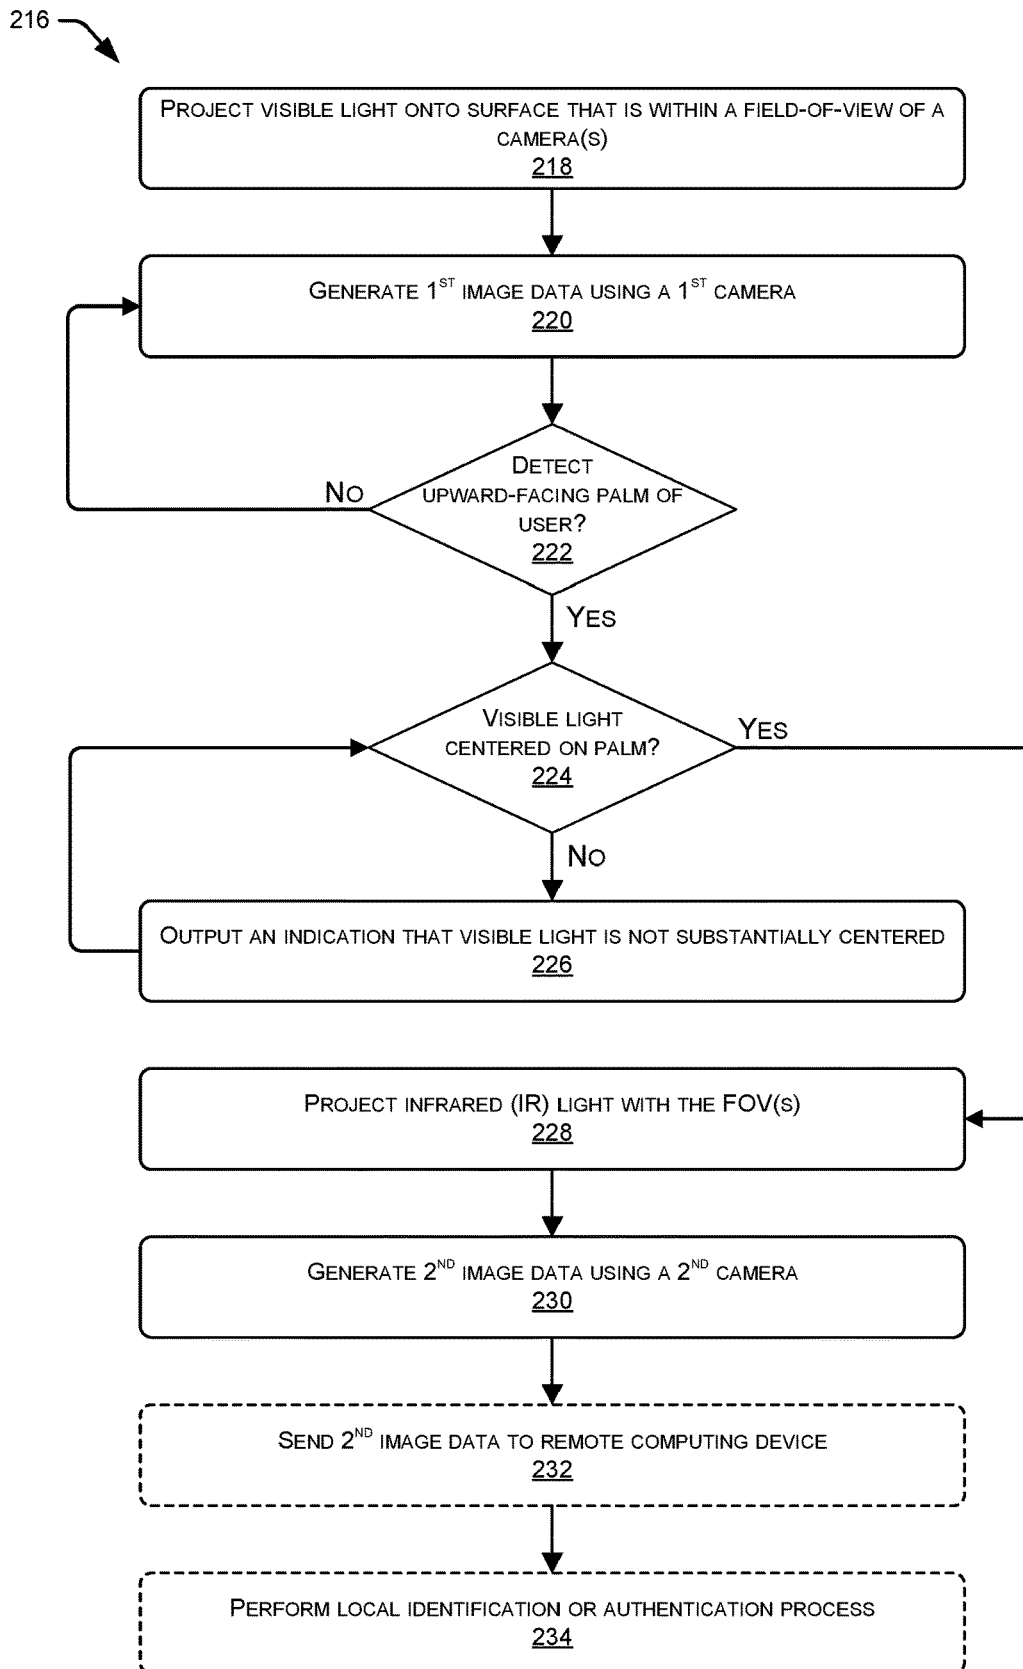 216
PROJECT VISIBLE LIGHT ONTO SURFACE THAT IS WITHIN A FIELD-OF-VIEW OF A
CAMERA(S)
218
GENERATE 1ST IMAGE DATA USING A 1ST CAMERA
220
DETECT
UPWARD-FACING PALM OF
USER?
222
NO
YES
VISIBLE LIGHT
CENTERED ON PALM?
224
YES
NO
OUTPUT AN INDICATION THAT VISIBLE LIGHT IS NOT SUBSTANTIALLY CENTERED
226
PROJECT INFRARED (IR) LIGHT WITH THE FOV(S)
228
GENERATE 2ND IMAGE DATA USING A 2ND CAMERA
230
SEND 2ND IMAGE DATA TO REMOTE COMPUTING DEVICE
232
PERFORM LOCAL IDENTIFICATION OR AUTHENTICATION PROCESS
234